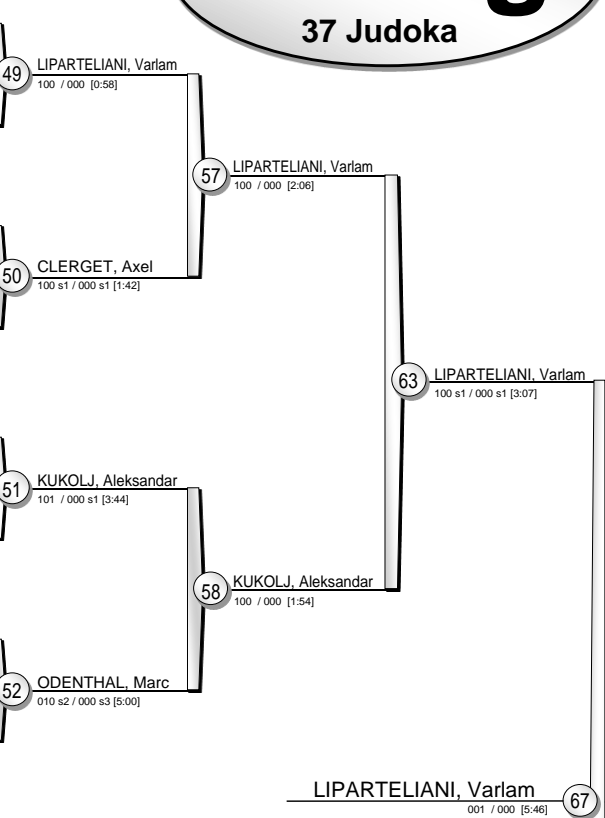 37 Judoka
49 LIPARTELIANI, Varlam
100 / 000 [0:58]
57 LIPARTELIANI, Varlam
100 / 000 [2:06]
50 CLERGET, Axel
100 s1 / 000 s1 [1:42]
63 LIPARTELIANI, Varlam
100 s1 / 000 s1 [3:07]
51 KUKOLJ, Aleksandar
101 / 000 s1 [3:44]
58 KUKOLJ, Aleksandar
100 / 000 [1:54]
52 ODENTHAL, Marc
010 s2 / 000 s3 [5:00]
LIPARTELIANI, Varlam 67
001 / 000 [5:46]